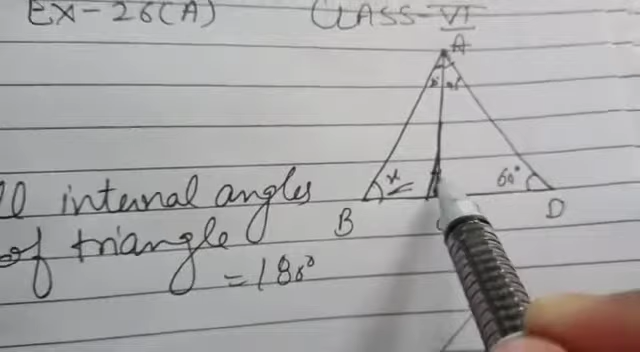 EX-26(A)
CLASS-VI
A
x
60°
B
D
internal angles
of triangle
=180°